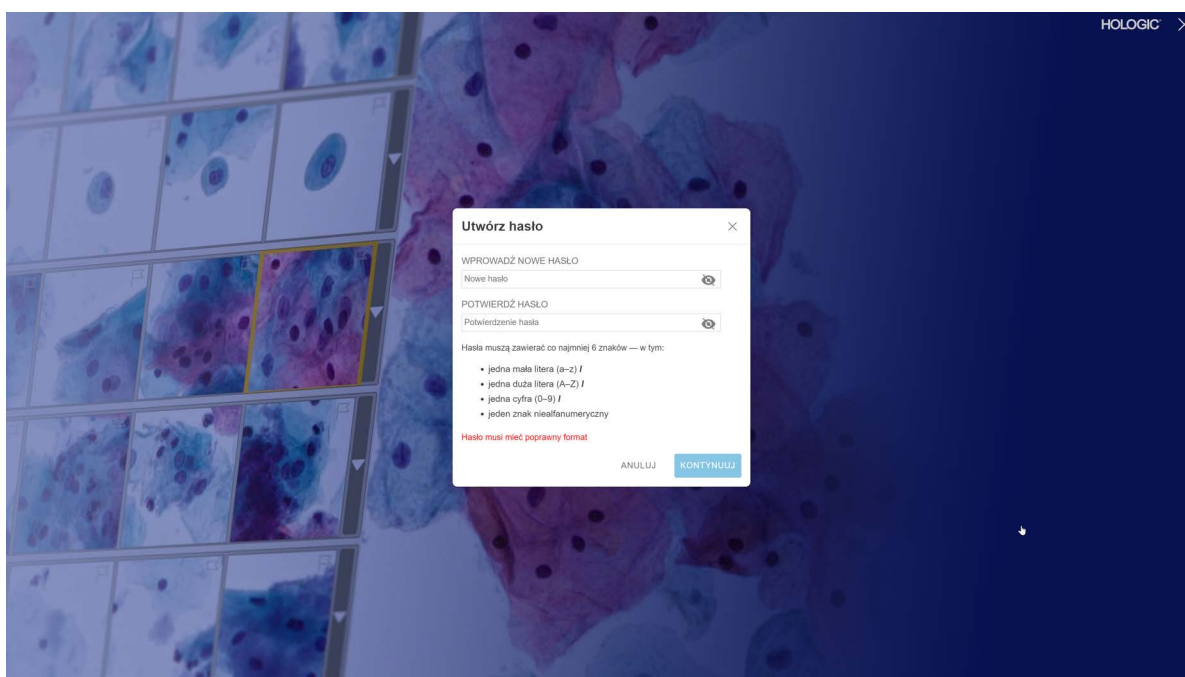 HOLOGIC
Utwórz hasło
WPROWADŹ NOWE HASŁO
Nowe hasło
POTWIERDŹ HASŁO
Potwierdzenie hasła
Hasła muszą zawierać co najmniej 6 znaków — w tym:
• jedna mała litera (a–z) /
• jedna duża litera (A–Z) /
• jedna cyfra (0–9) /
• jeden znak niealfanumeryczny
Hasło musi mieć poprawny format
ANULUJ KONTYNUUJ